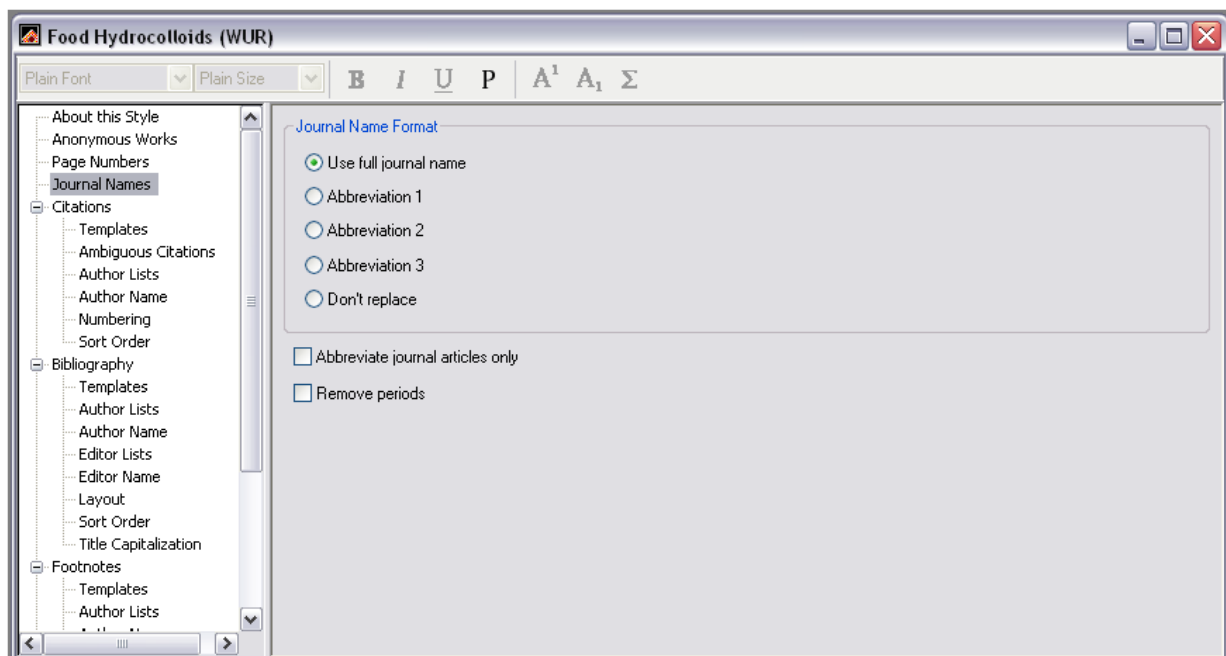 Food Hydrocolloids (WUR)
Plain Font Plain Size B I U P A¹ A₁ Σ
About this Style
Anonymous Works
Page Numbers
Journal Names
Citations
Templates
Ambiguous Citations
Author Lists
Author Name
Numbering
Sort Order
Bibliography
Templates
Author Lists
Author Name
Editor Lists
Editor Name
Layout
Sort Order
Title Capitalization
Footnotes
Templates
Author Lists
Journal Name Format
Use full journal name
Abbreviation 1
Abbreviation 2
Abbreviation 3
Don't replace
Abbreviate journal articles only
Remove periods